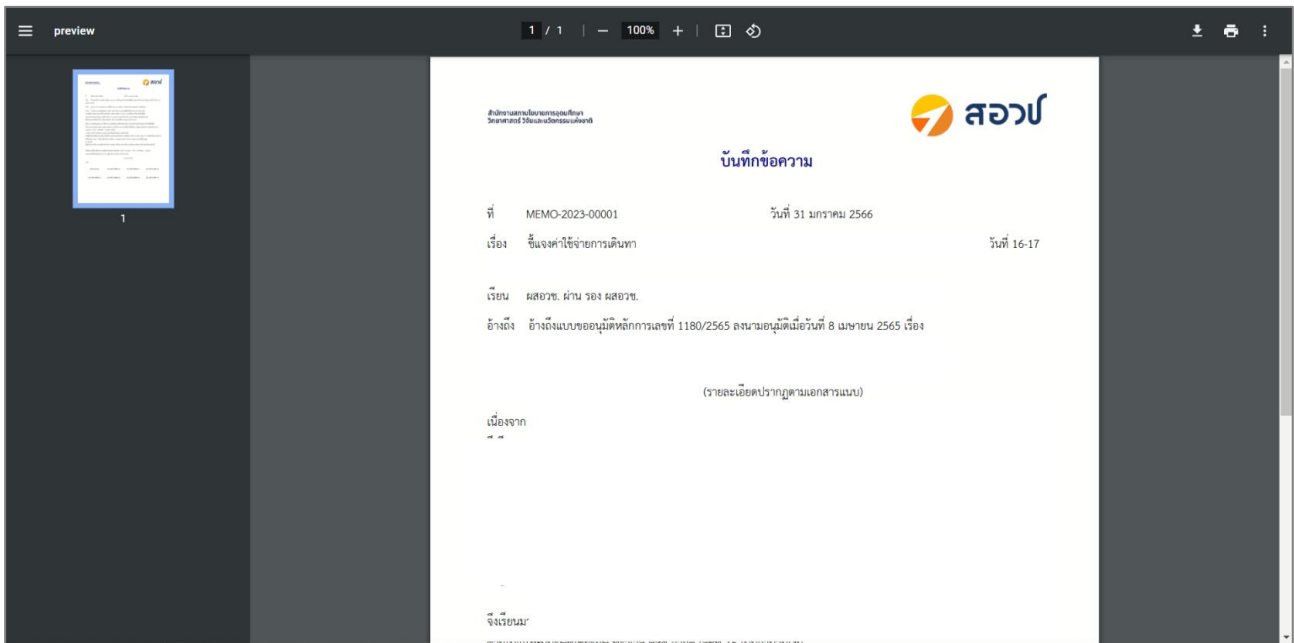 preview
1 / 1
100%
1
สำนักงานสภานโยบายการอุดมศึกษา
วิทยาศาสตร์ วิจัยและนวัตกรรมแห่งชาติ
สอวช
บันทึกข้อความ
ที่ MEMO-2023-00001 วันที่ 31 มกราคม 2566
เรื่อง ชี้แจงค่าใช้จ่ายการเดินทา วันที่ 16-17
เรียน ผสอวช. ผ่าน รอง ผสอวช.
อ้างถึง อ้างถึงแบบขออนุมัติหลักการเลขที่ 1180/2565 ลงนามอนุมัติเมื่อวันที่ 8 เมษายน 2565 เรื่อง
(รายละเอียดปรากฏตามเอกสารแนบ)
เนื่องจาก
จึงเรียนม